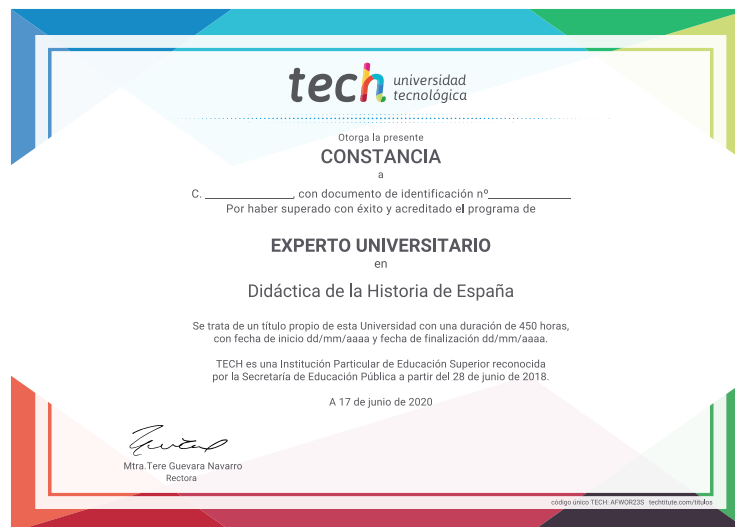 tech universidad
tecnológica
Otorga la presente
CONSTANCIA
a
C. ______________, con documento de identificación nº______________
Por haber superado con éxito y acreditado el programa de
EXPERTO UNIVERSITARIO
en
Didáctica de la Historia de España
Se trata de un título propio de esta Universidad con una duración de 450 horas,
con fecha de inicio dd/mm/aaaa y fecha de finalización dd/mm/aaaa.
TECH es una Institución Particular de Educación Superior reconocida
por la Secretaría de Educación Pública a partir del 28 de junio de 2018.
A 17 de junio de 2020
Mtra.Tere Guevara Navarro
Rectora
código único TECH: AFWOR23S techtitute.com/titulos